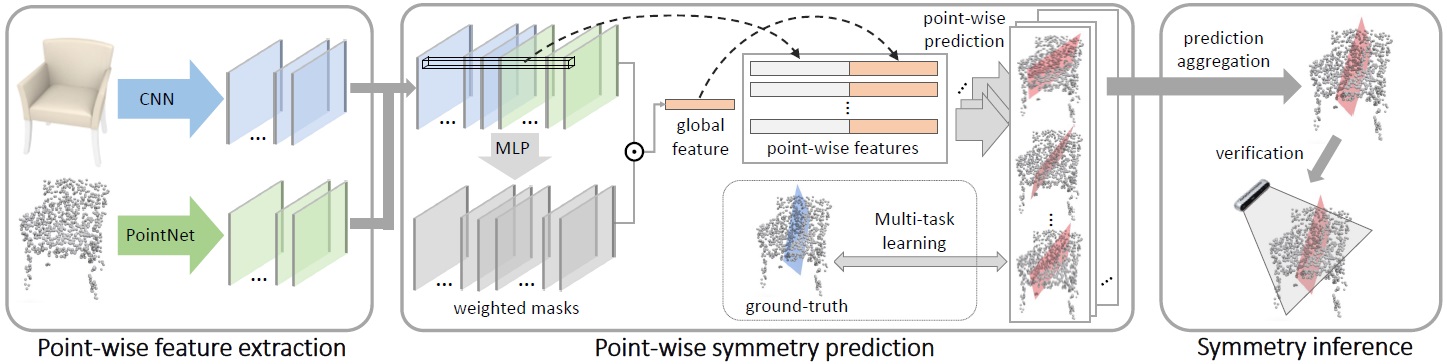 CNN
...
PointNet
...
Point-wise feature extraction
... ...
MLP
... ...
weighted masks
global
feature
...
point-wise features
point-wise
prediction
...
Multi-task
learning
ground-truth
...
...
Point-wise symmetry prediction
prediction
aggregation
verification
Symmetry inference